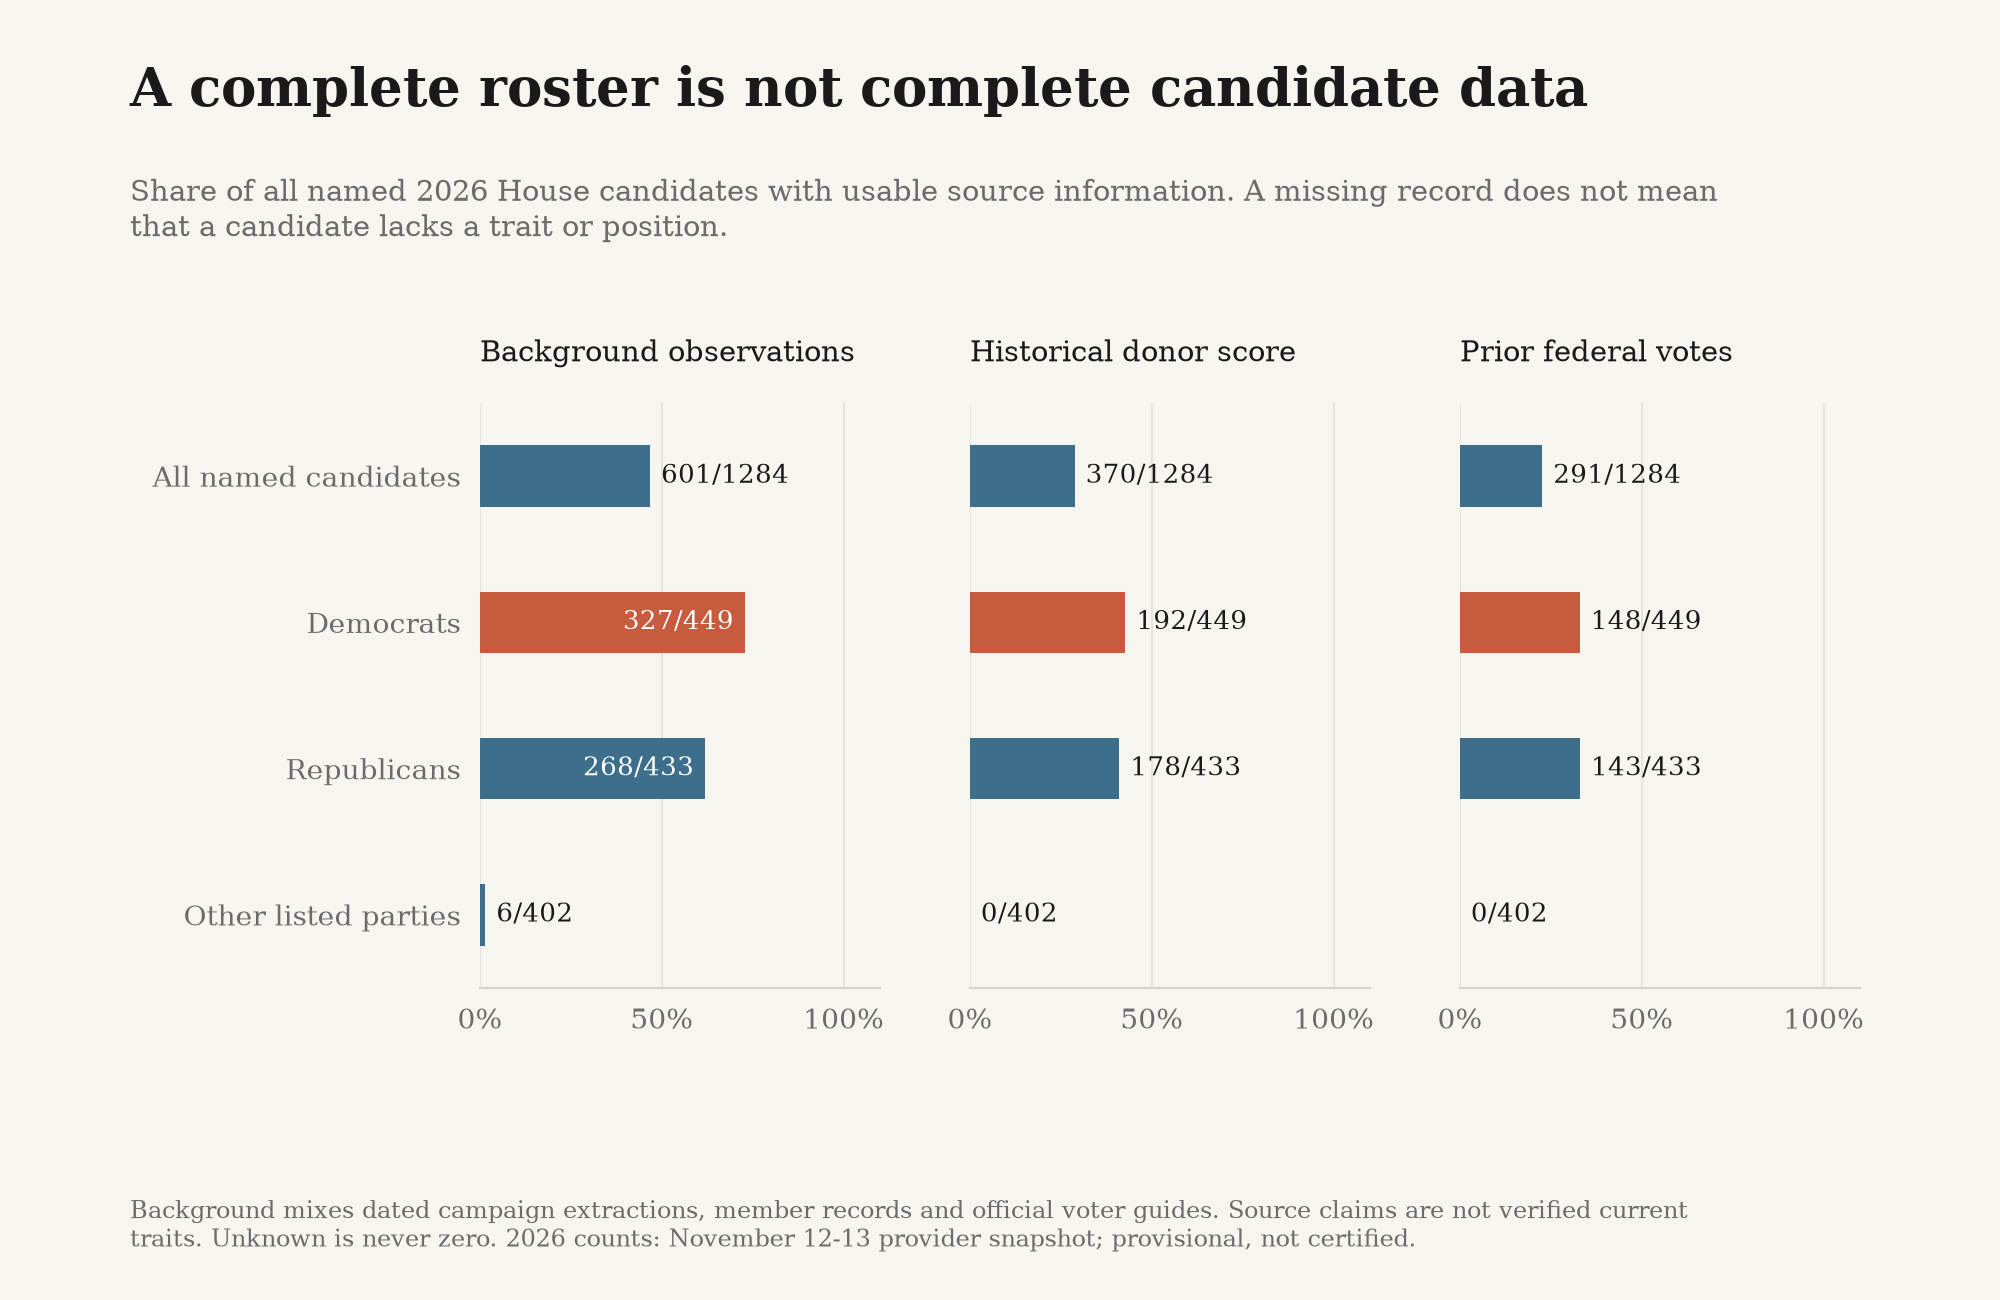 A complete roster is not complete candidate data
Share of all named 2026 House candidates with usable source information. A missing record does not mean
that a candidate lacks a trait or position.
Background observations
Historical donor score
Prior federal votes
All named candidates
601/1284
370/1284
291/1284
Democrats
327/449
192/449
148/449
Republicans
268/433
178/433
143/433
Other listed parties
6/402
0/402
0/402
0%
50%
100%
0%
50%
100%
0%
50%
100%
Background mixes dated campaign extractions, member records and official voter guides. Source claims are not verified current
traits. Unknown is never zero. 2026 counts: November 12-13 provider snapshot; provisional, not certified.